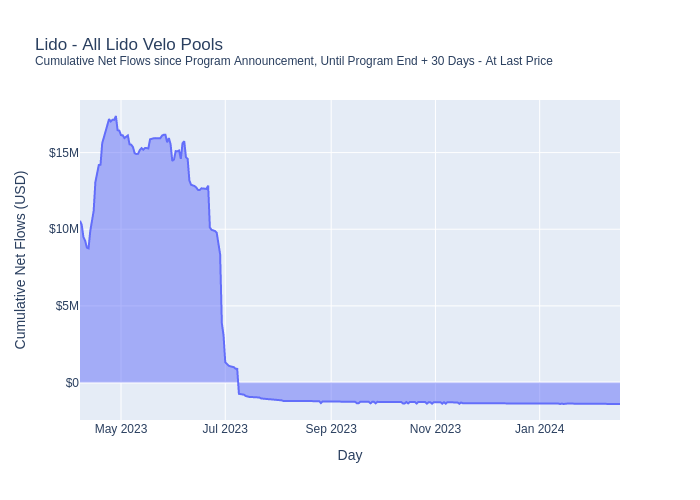 Lido - All Lido Velo Pools
Cumulative Net Flows since Program Announcement, Until Program End + 30 Days - At Last Price
Cumulative Net Flows (USD)
$15M
$10M
$5M
$0
May 2023
Jul 2023
Sep 2023
Nov 2023
Jan 2024
Day